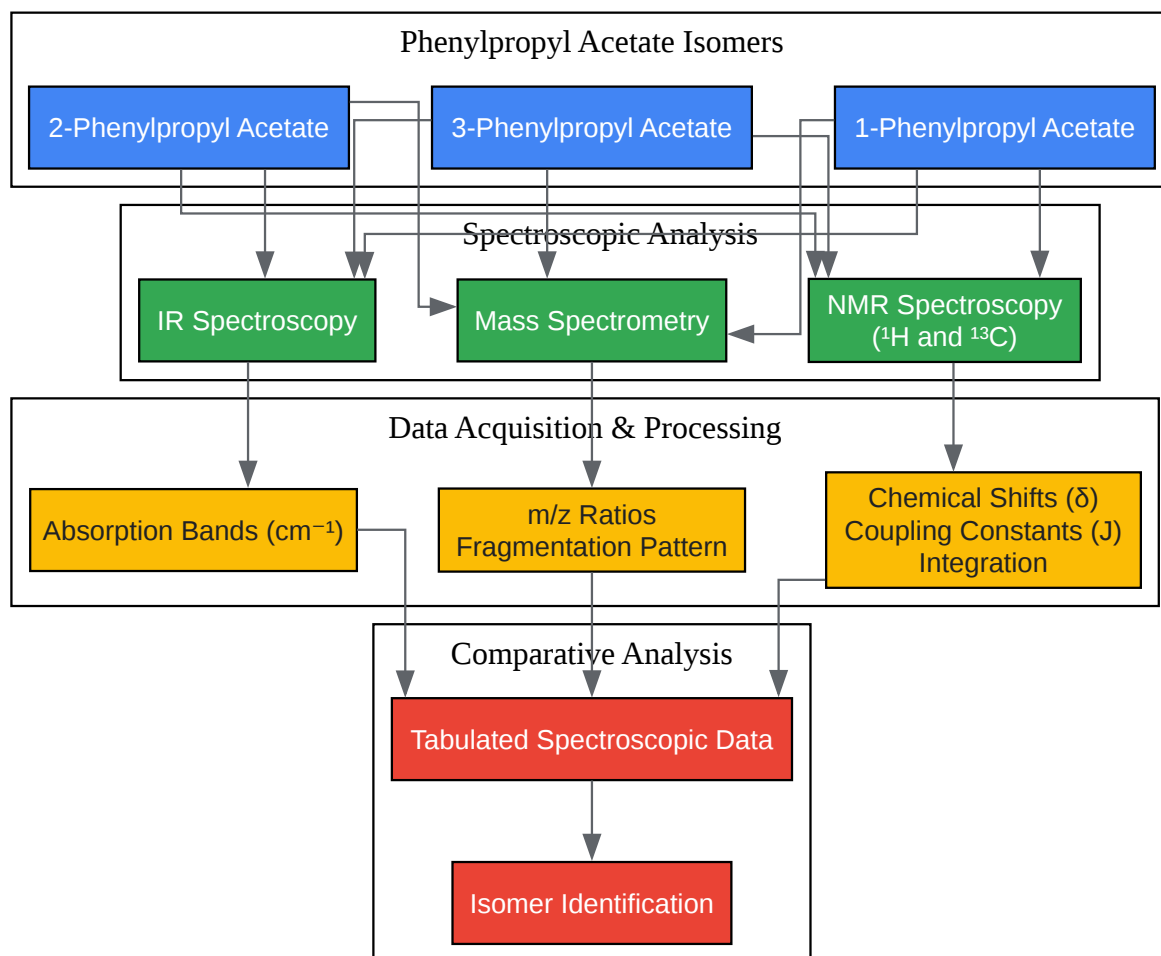 Phenylpropyl Acetate Isomers
2-Phenylpropyl Acetate
3-Phenylpropyl Acetate
1-Phenylpropyl Acetate
Spectroscopic Analysis
IR Spectroscopy
Mass Spectrometry
NMR Spectroscopy
(¹H and ¹³C)
Data Acquisition & Processing
Absorption Bands (cm⁻¹)
m/z Ratios
Fragmentation Pattern
Chemical Shifts (δ)
Coupling Constants (J)
Integration
Comparative Analysis
Tabulated Spectroscopic Data
Isomer Identification